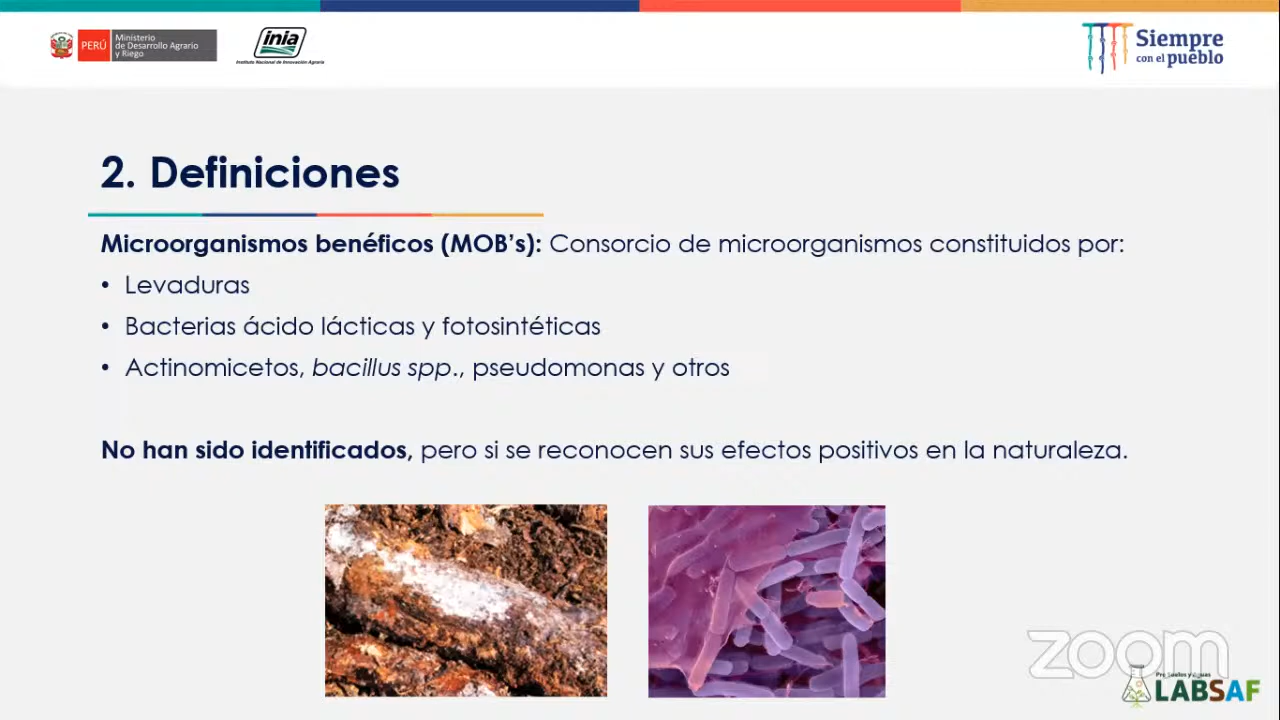 PERÚ
Ministerio
de Desarrollo Agrario
y Riego
inia
Instituto Nacional de Innovación Agraria
Siempre
con el pueblo
2. Definiciones
Microorganismos benéficos (MOB’s): Consorcio de microorganismos constituidos por:
• Levaduras
• Bacterias ácido lácticas y fotosintéticas
• Actinomicetos, bacillus spp., pseudomonas y otros
No han sido identificados, pero si se reconocen sus efectos positivos en la naturaleza.
zoom
Suelos y Aguas
LABSAF